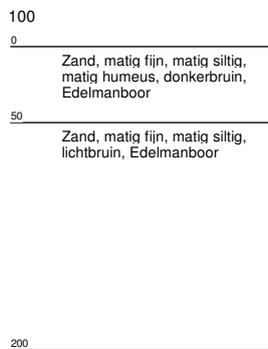 100
0
Zand, matig fijn, matig siltig,
matig humeus, donkerbruin,
Edelmanboor
50
Zand, matig fijn, matig siltig,
lichtbruin, Edelmanboor
200